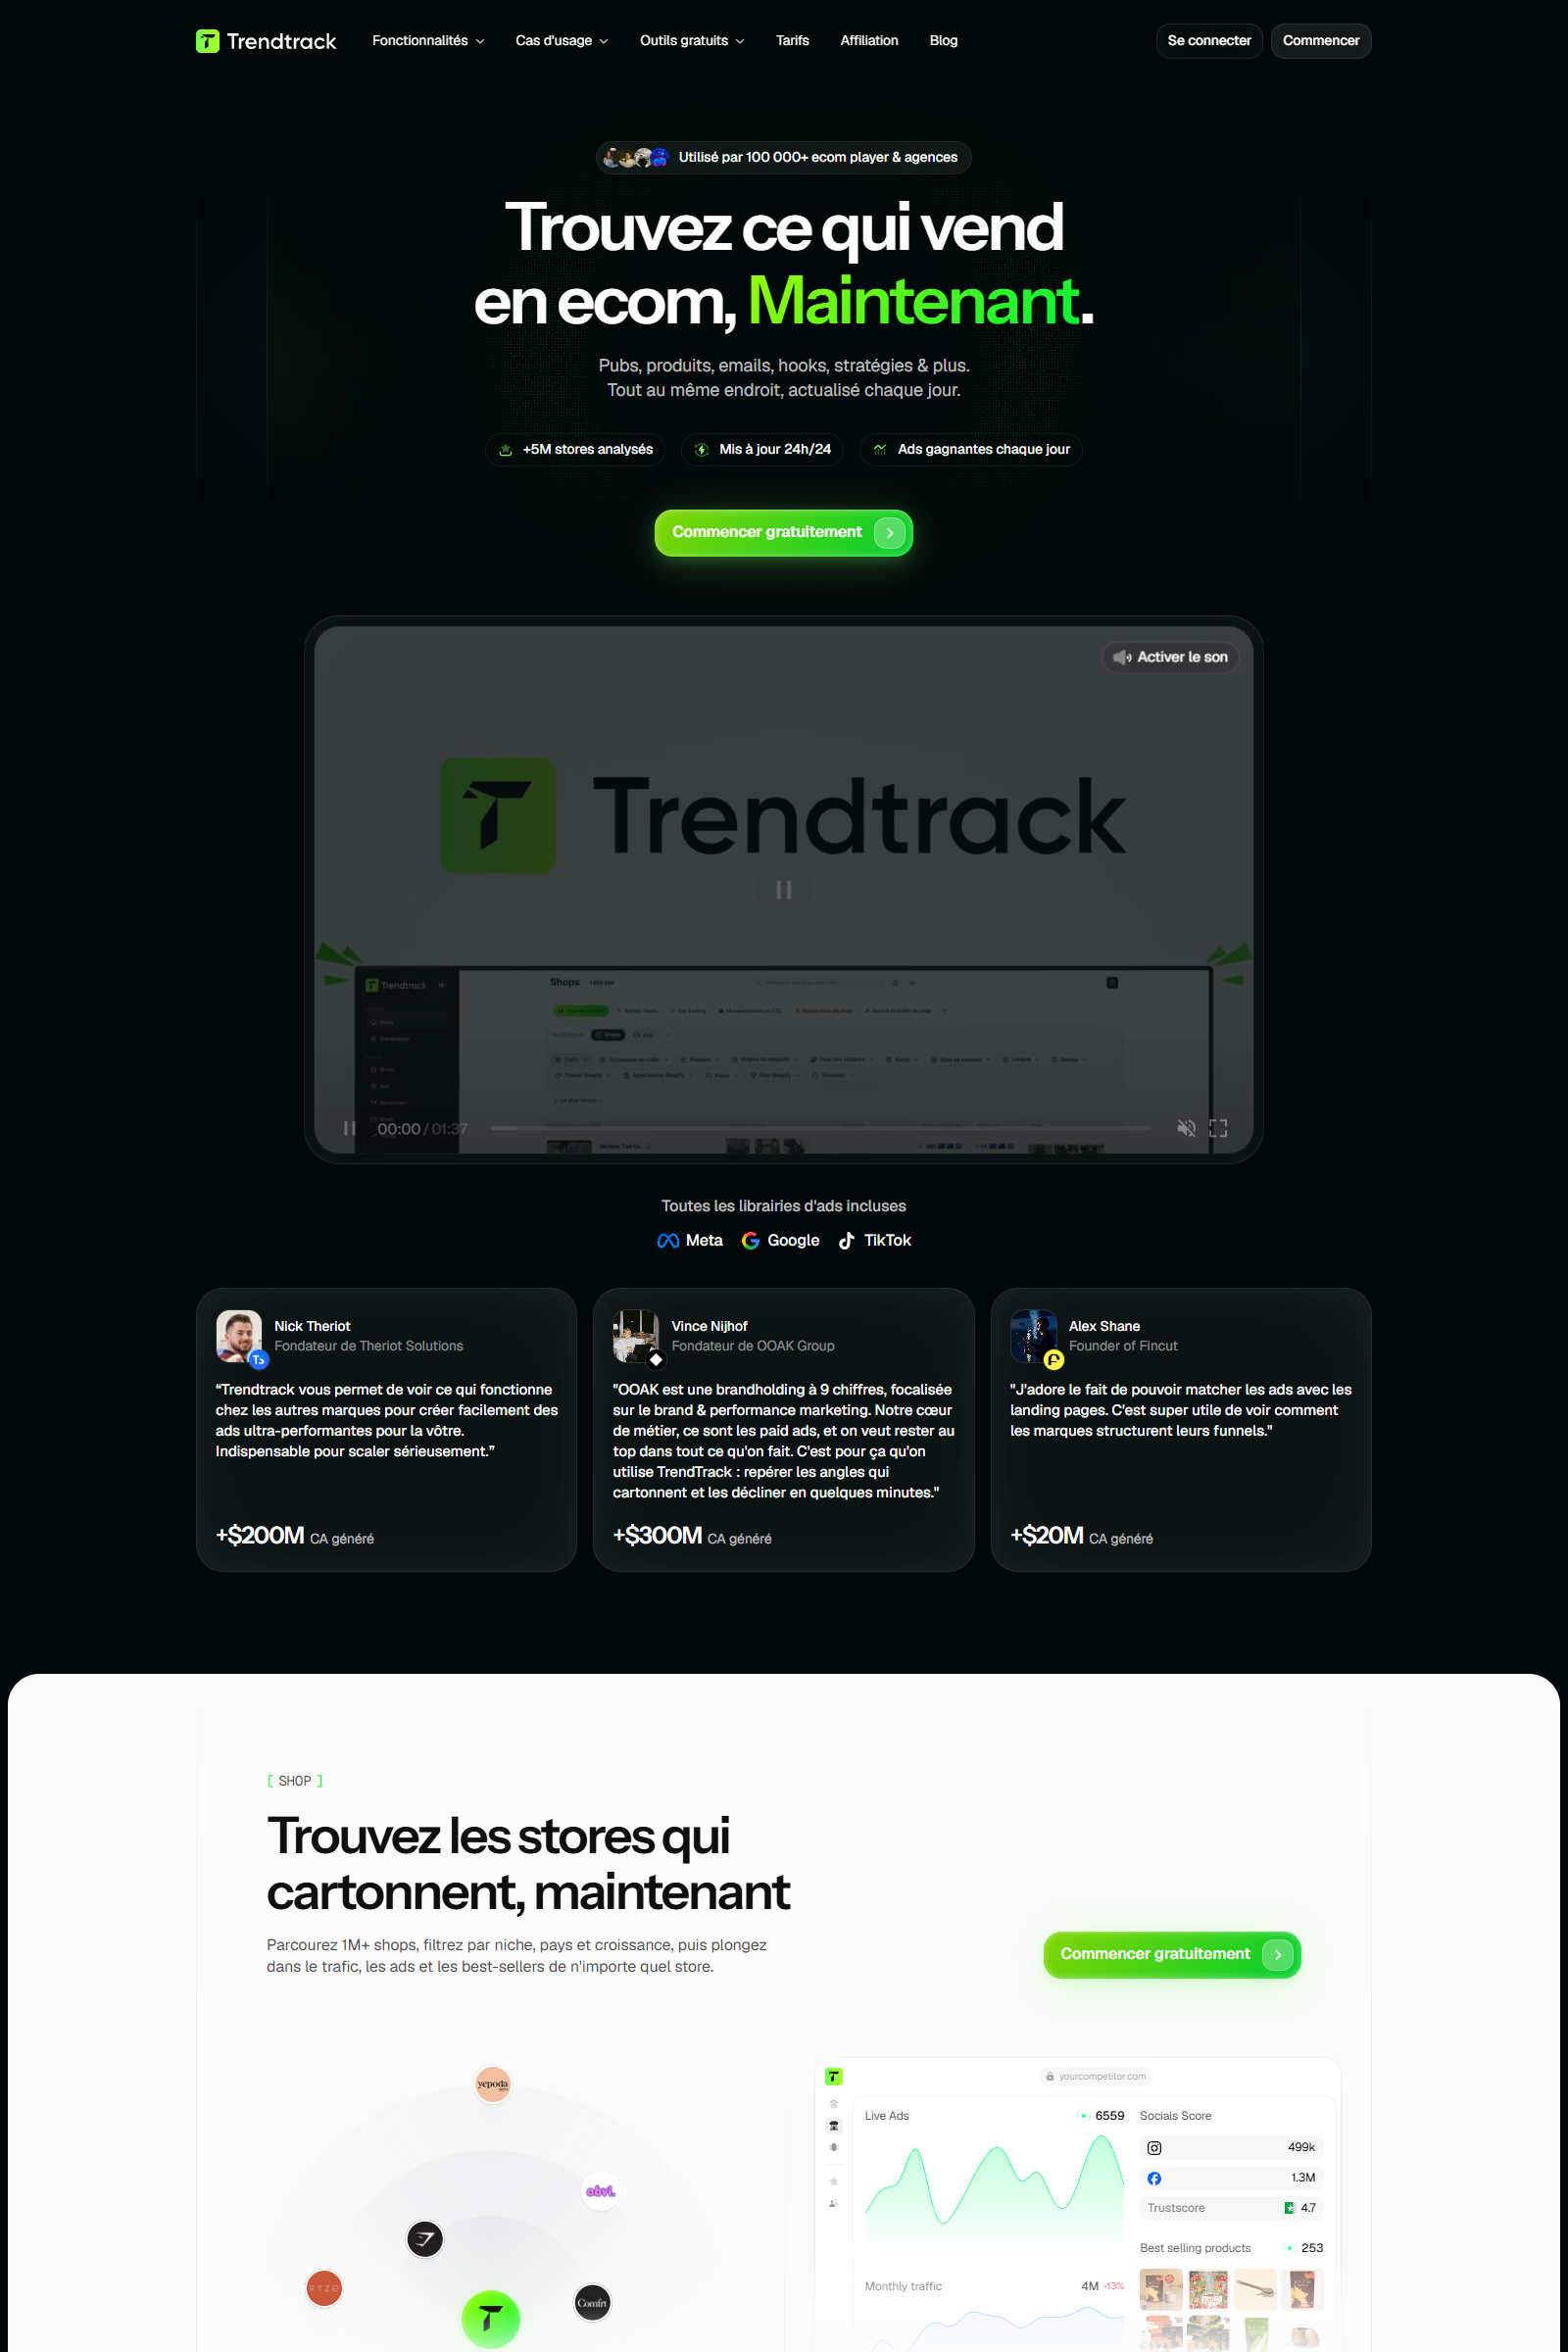 Trendtrack
Fonctionnalités
Cas d'usage
Outils gratuits
Tarifs
Affiliation
Blog
Se connecter
Commencer
Utilisé par 100 000+ ecom player & agences
Trouvez ce qui vend
en ecom, Maintenant.
Pubs, produits, emails, hooks, stratégies & plus.
Tout au même endroit, actualisé chaque jour.
+5M stores analysés
Mis à jour 24h/24
Ads gagnantes chaque jour
Commencer gratuitement
Activer le son
Trendtrack
Trendtrack
Shops
00:00 / 01:37
Toutes les librairies d'ads incluses
Meta
Google
TikTok
Nick Theriot
Fondateur de Theriot Solutions
“Trendtrack vous permet de voir ce qui fonctionne
chez les autres marques pour créer facilement des
ads ultra-performantes pour la vôtre.
Indispensable pour scaler sérieusement.”
+$200M CA généré
Vince Nijhof
Fondateur de OOAK Group
"OOAK est une brandholding à 9 chiffres, focalisée
sur le brand & performance marketing. Notre cœur
de métier, ce sont les paid ads, et on veut rester au
top dans tout ce qu'on fait. C'est pour ça qu'on
utilise TrendTrack : repérer les angles qui
cartonnent et les décliner en quelques minutes."
+$300M CA généré
Alex Shane
Founder of Fincut
"J'adore le fait de pouvoir matcher les ads avec les
landing pages. C'est super utile de voir comment
les marques structurent leurs funnels."
+$20M CA généré
[ SHOP ]
Trouvez les stores qui
cartonnent, maintenant
Parcourez 1M+ shops, filtrez par niche, pays et croissance, puis plongez
dans le trafic, les ads et les best-sellers de n'importe quel store.
Commencer gratuitement
yepoda
obvi.
RYZE
Comfrt
yourcompetitor.com
Live Ads
6559
Socials Score
499k
1.3M
Trustscore
4.7
Best selling products
253
Monthly traffic
4M -13%